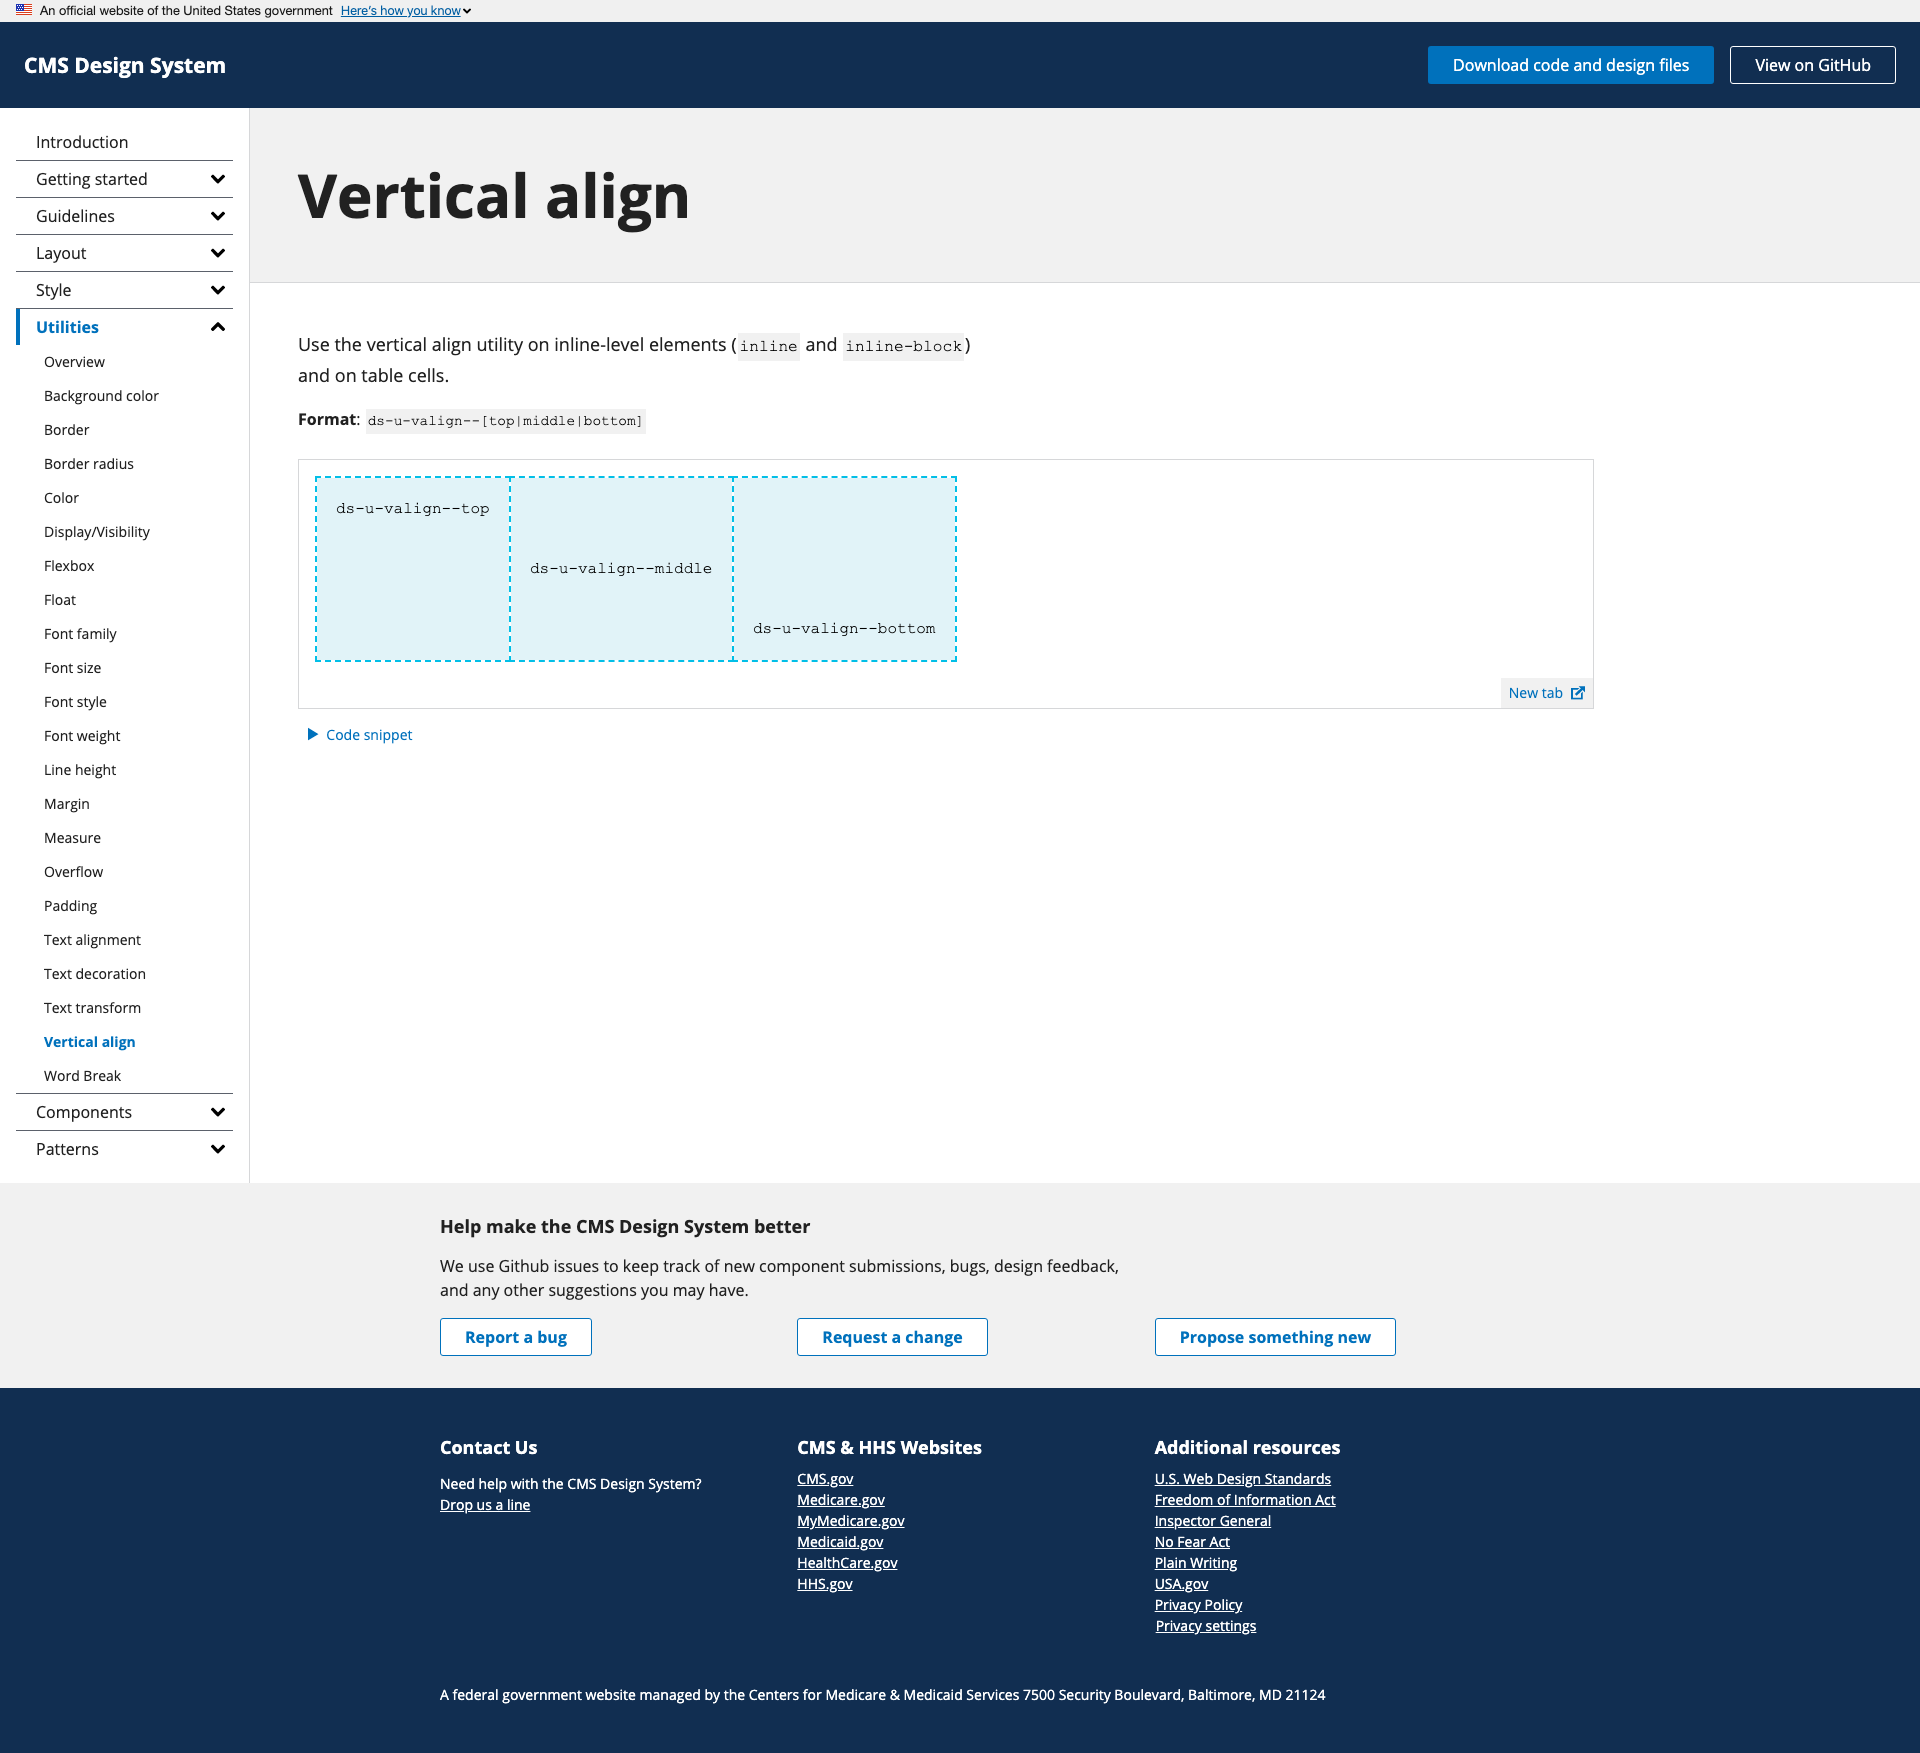 An official website of the United States government Here's how you know
CMS Design System
Download code and design files
View on GitHub
Introduction
Getting started
Guidelines
Layout
Style
Utilities
Overview
Background color
Border
Border radius
Color
Display/Visibility
Flexbox
Float
Font family
Font size
Font style
Font weight
Line height
Margin
Measure
Overflow
Padding
Text alignment
Text decoration
Text transform
Vertical align
Word Break
Components
Patterns
Vertical align
Use the vertical align utility on inline-level elements (inline and inline-block)
and on table cells.
Format: ds-u-valign--[top|middle|bottom]
ds-u-valign--top
ds-u-valign--middle
ds-u-valign--bottom
New tab
Code snippet
Help make the CMS Design System better
We use Github issues to keep track of new component submissions, bugs, design feedback,
and any other suggestions you may have.
Report a bug
Request a change
Propose something new
Contact Us
Need help with the CMS Design System?
Drop us a line
CMS & HHS Websites
CMS.gov
Medicare.gov
MyMedicare.gov
Medicaid.gov
HealthCare.gov
HHS.gov
Additional resources
U.S. Web Design Standards
Freedom of Information Act
Inspector General
No Fear Act
Plain Writing
USA.gov
Privacy Policy
Privacy settings
A federal government website managed by the Centers for Medicare & Medicaid Services 7500 Security Boulevard, Baltimore, MD 21124